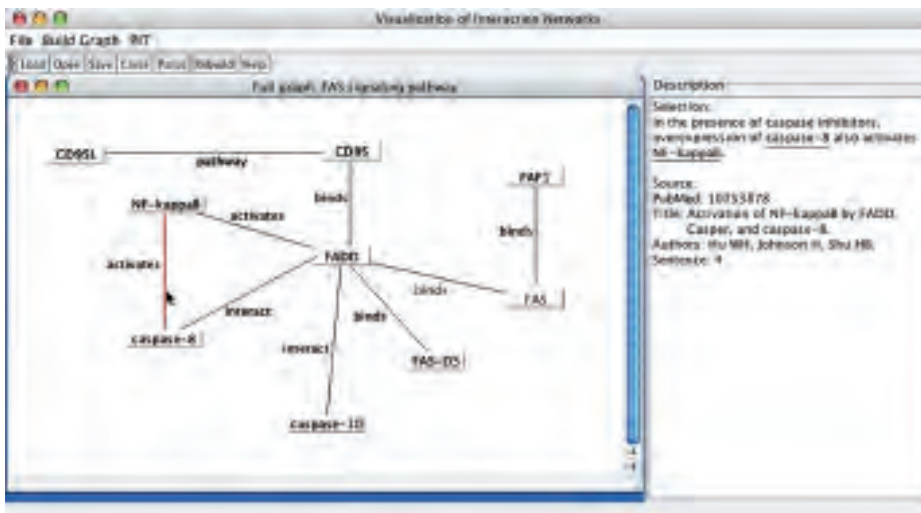 Visualization of Interaction Networks
File Build Graph INT
Load Open Save Close Focus Rebuild Help
Full graph: FAS signaling pathway
CD95L
pathway
CD95
NF-kappaB
activates
binds
FAP1
binds
activates
FADD
binds
FAS
interact
binds
caspase-8
interact
FAS-D5
caspase-10
Description
Selection:
In the presence of caspase inhibitors,
overexpression of caspase-8 also activates
NF-kappaB.
Source:
PubMed: 10753878
Title: Activation of NF-kappaB by FADD,
Casper, and caspase-8.
Authors: Hu WH, Johnson H, Shu HB.
Sentence: 4